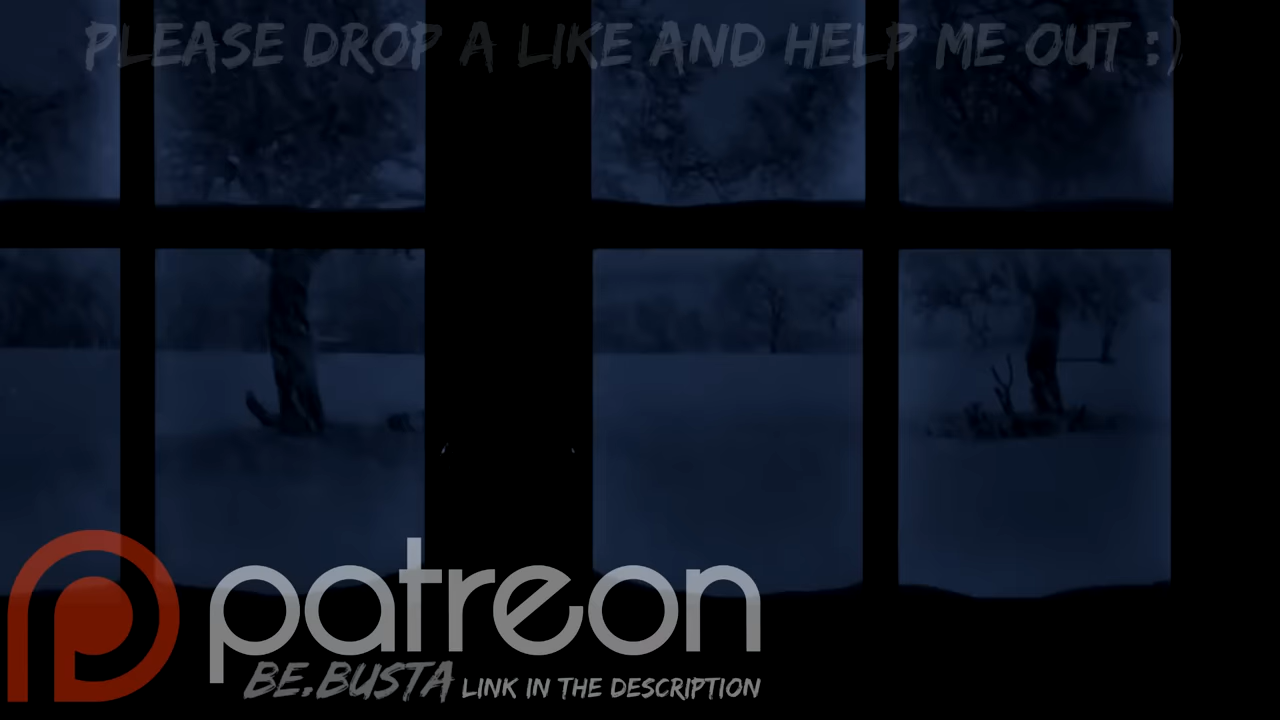 PLEASE DROP A LIKE AND HELP ME OUT :)
patreon
BE.BUSTA LINK IN THE DESCRIPTION